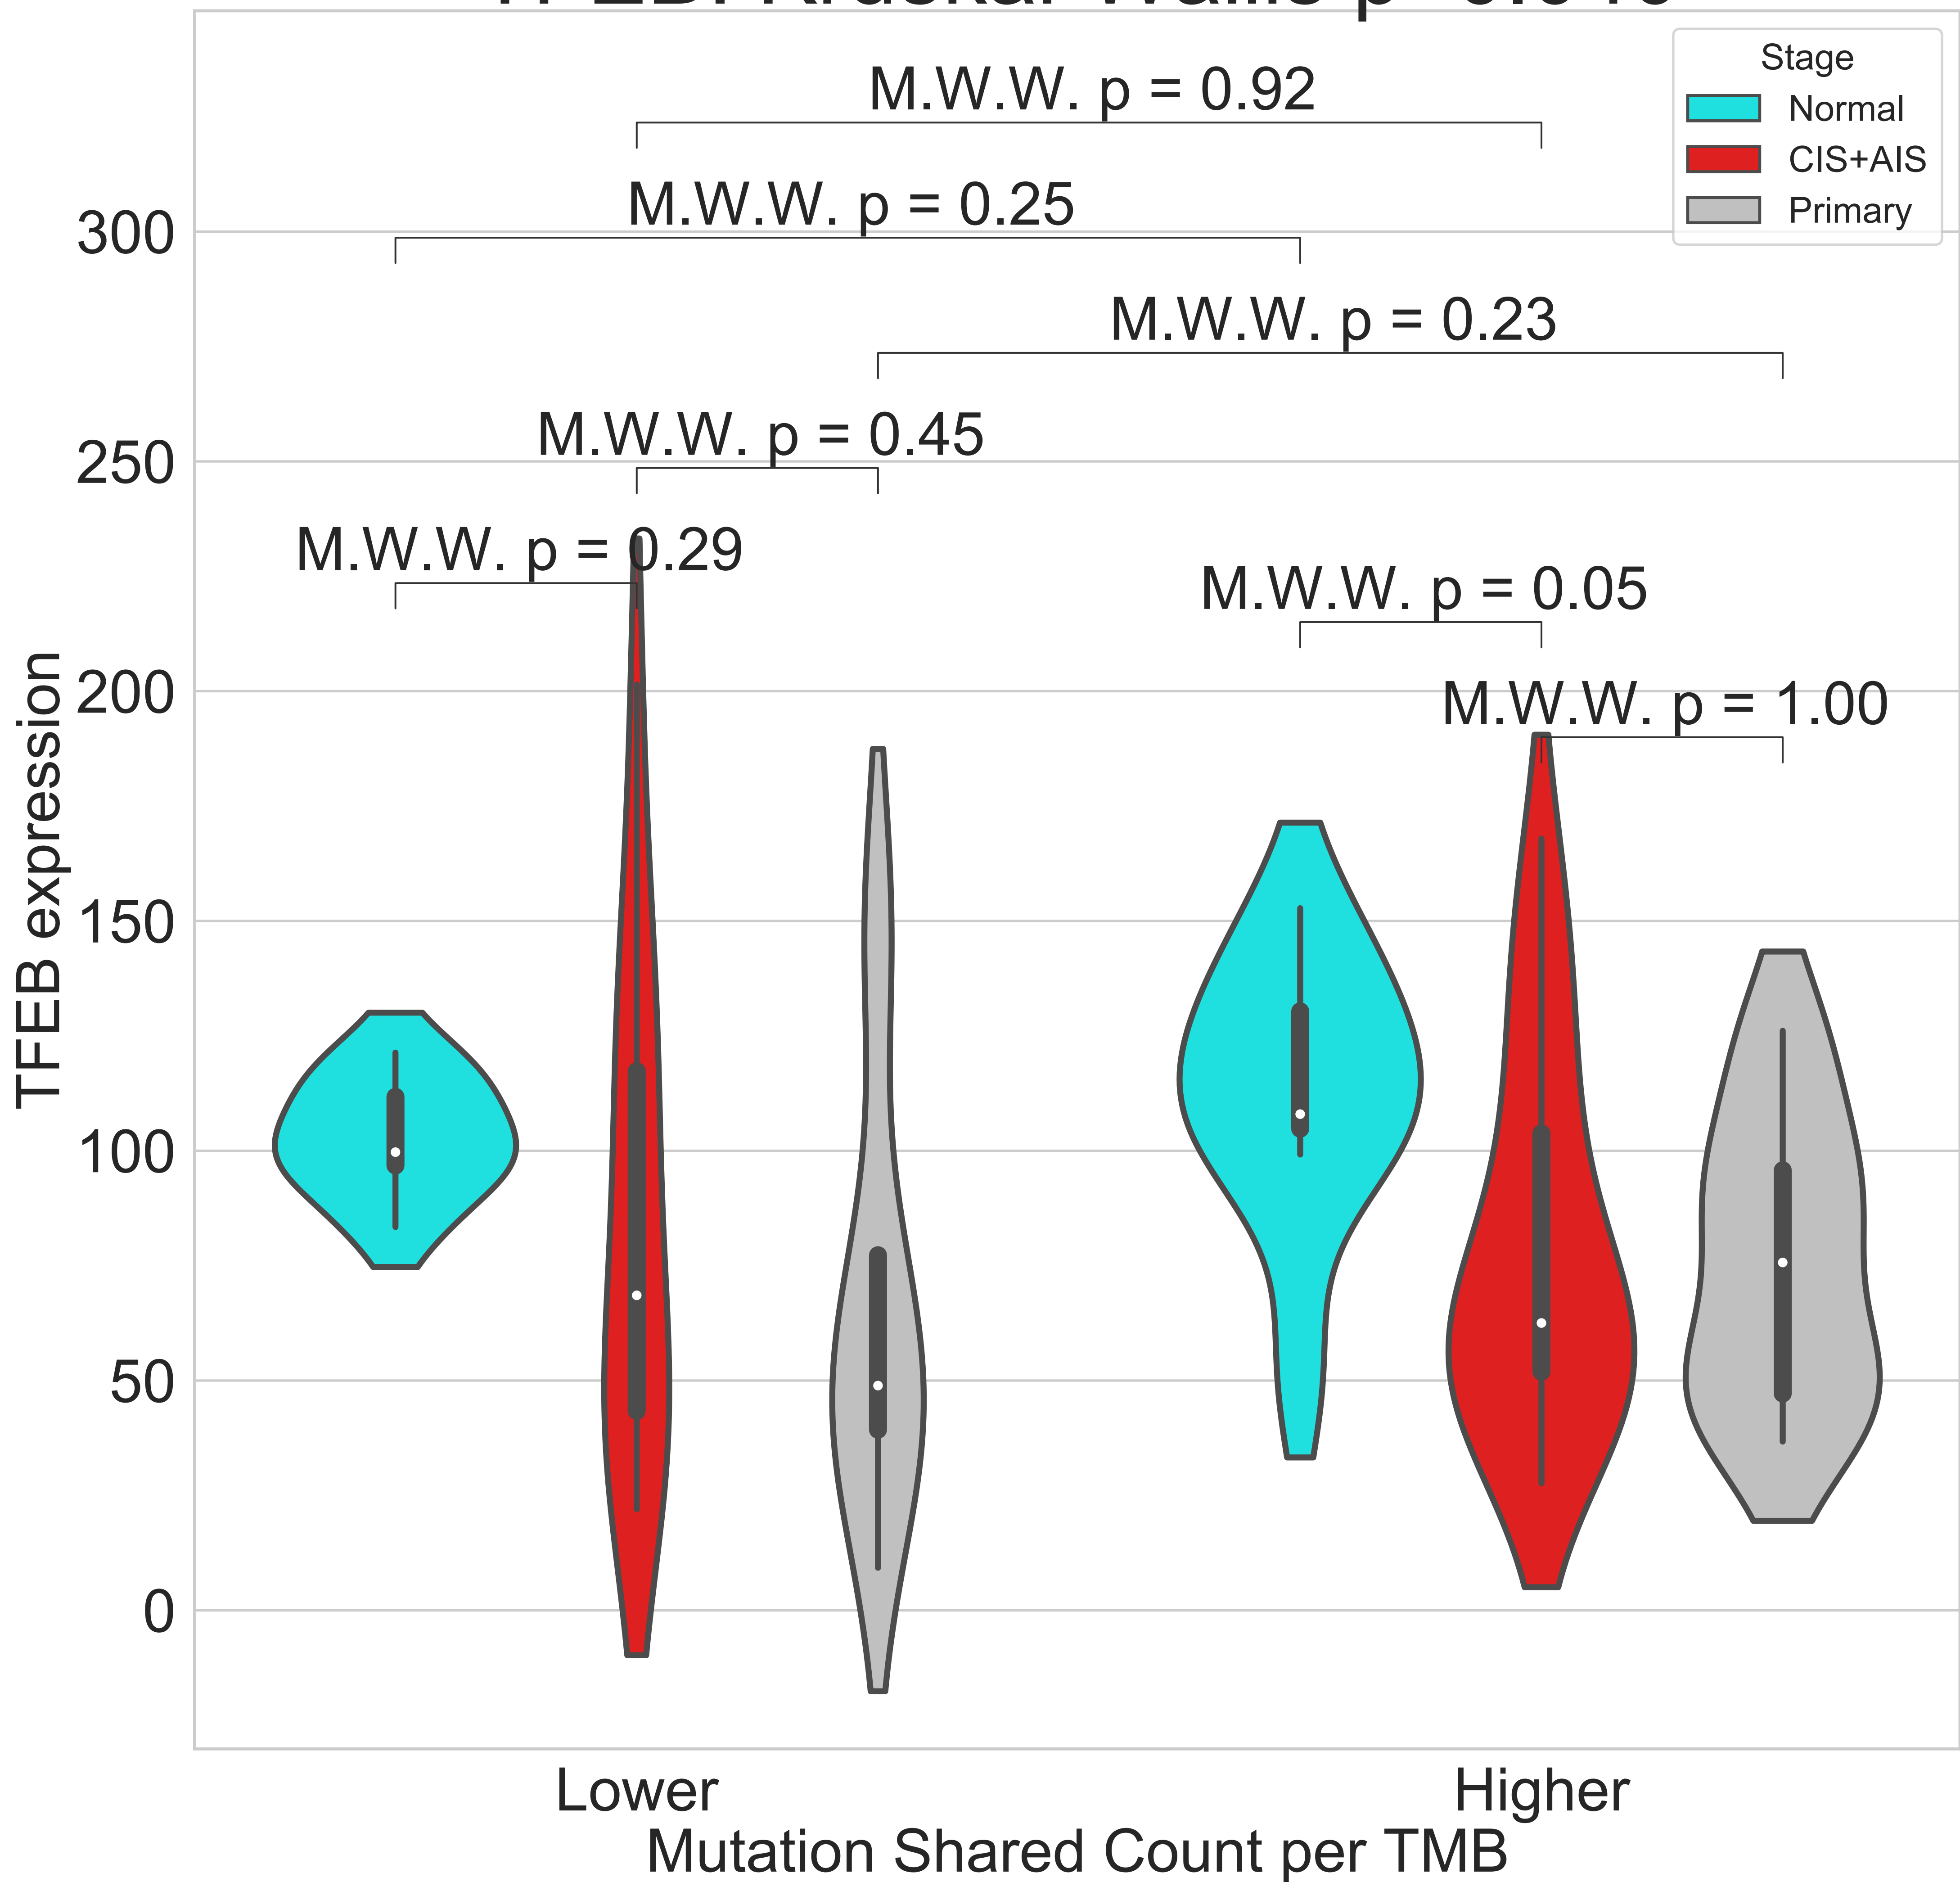 Stage
Normal
CIS+AIS
Primary
M.W.W. p = 0.92
M.W.W. p = 0.25
M.W.W. p = 0.23
M.W.W. p = 0.45
M.W.W. p = 0.29
M.W.W. p = 0.05
M.W.W. p = 1.00
300
250
200
150
100
50
0
TFEB expression
Lower
Higher
Mutation Shared Count per TMB